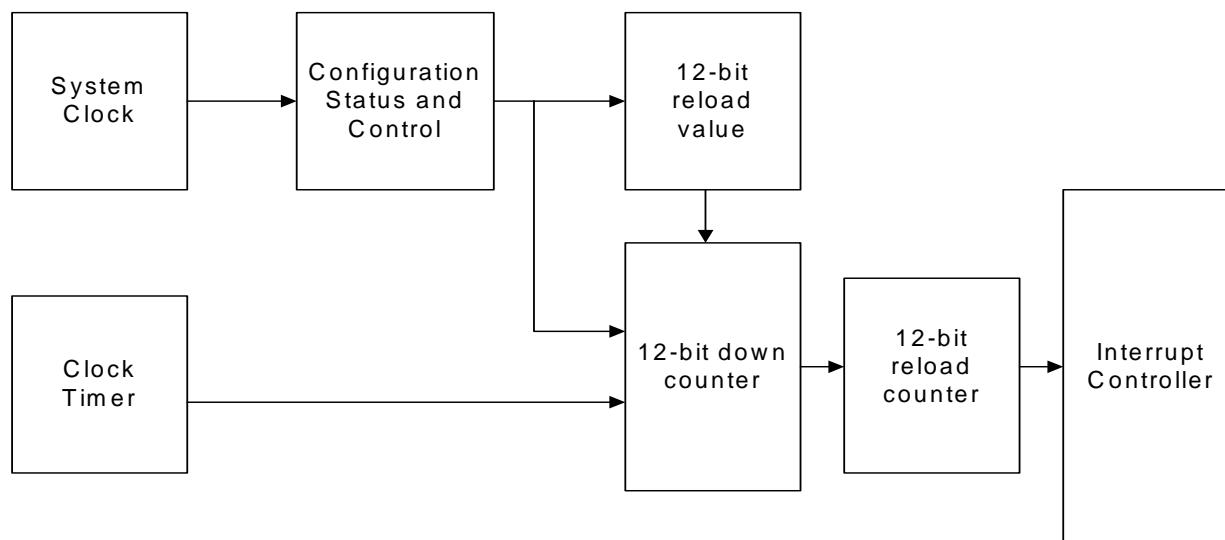 System
Clock
Configuration
Status and
Control
12-bit
reload
value
Clock
Timer
12-bit down
counter
12-bit
reload
counter
Interrupt
Controller